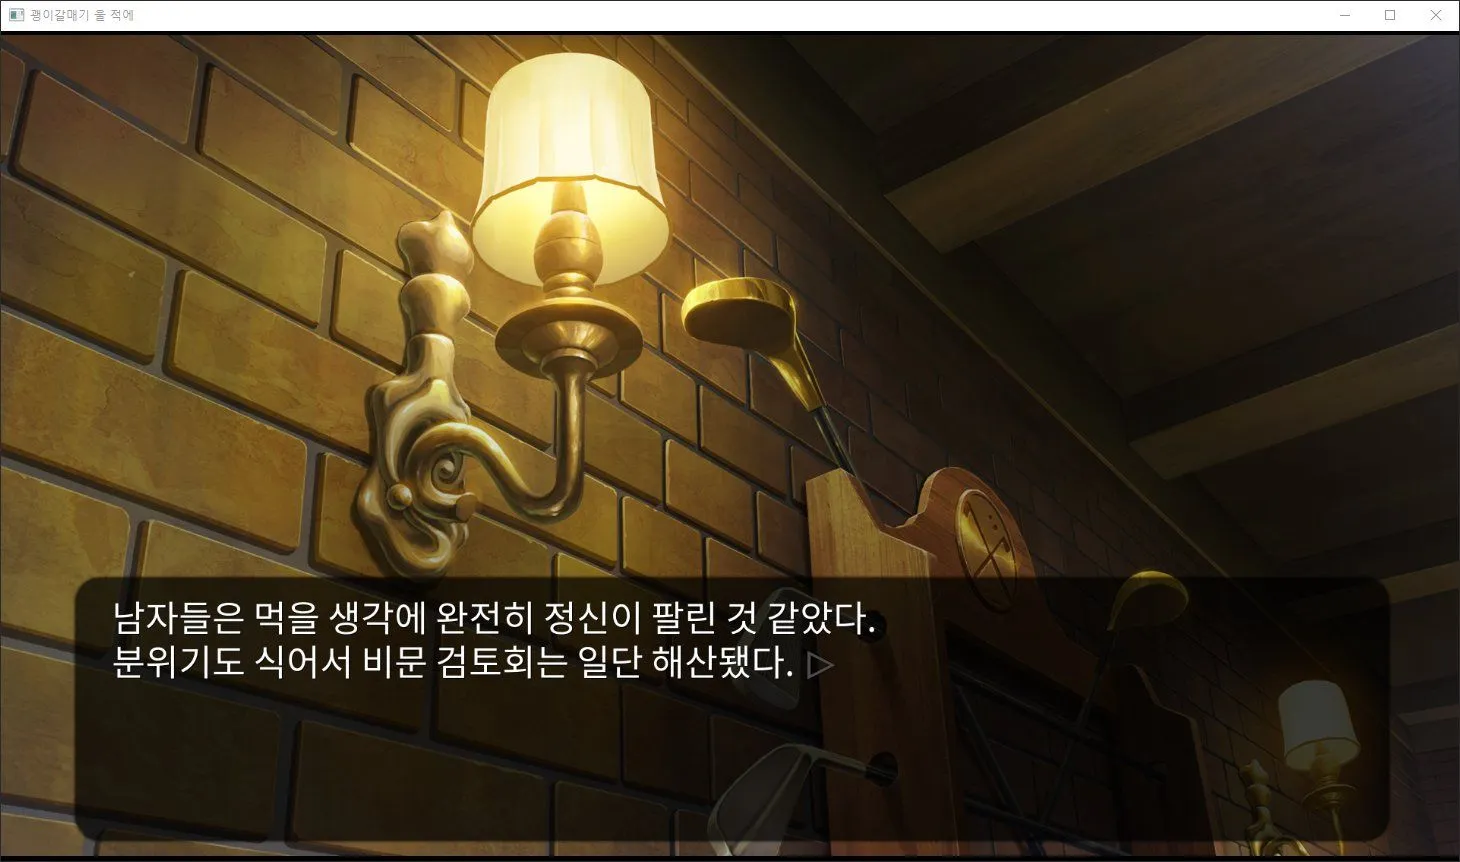 괭이갈매기 울 적에
남자들은 먹을 생각에 완전히 정신이 팔린 것 같았다.
분위기도 식어서 비문 검토회는 일단 해산됐다.